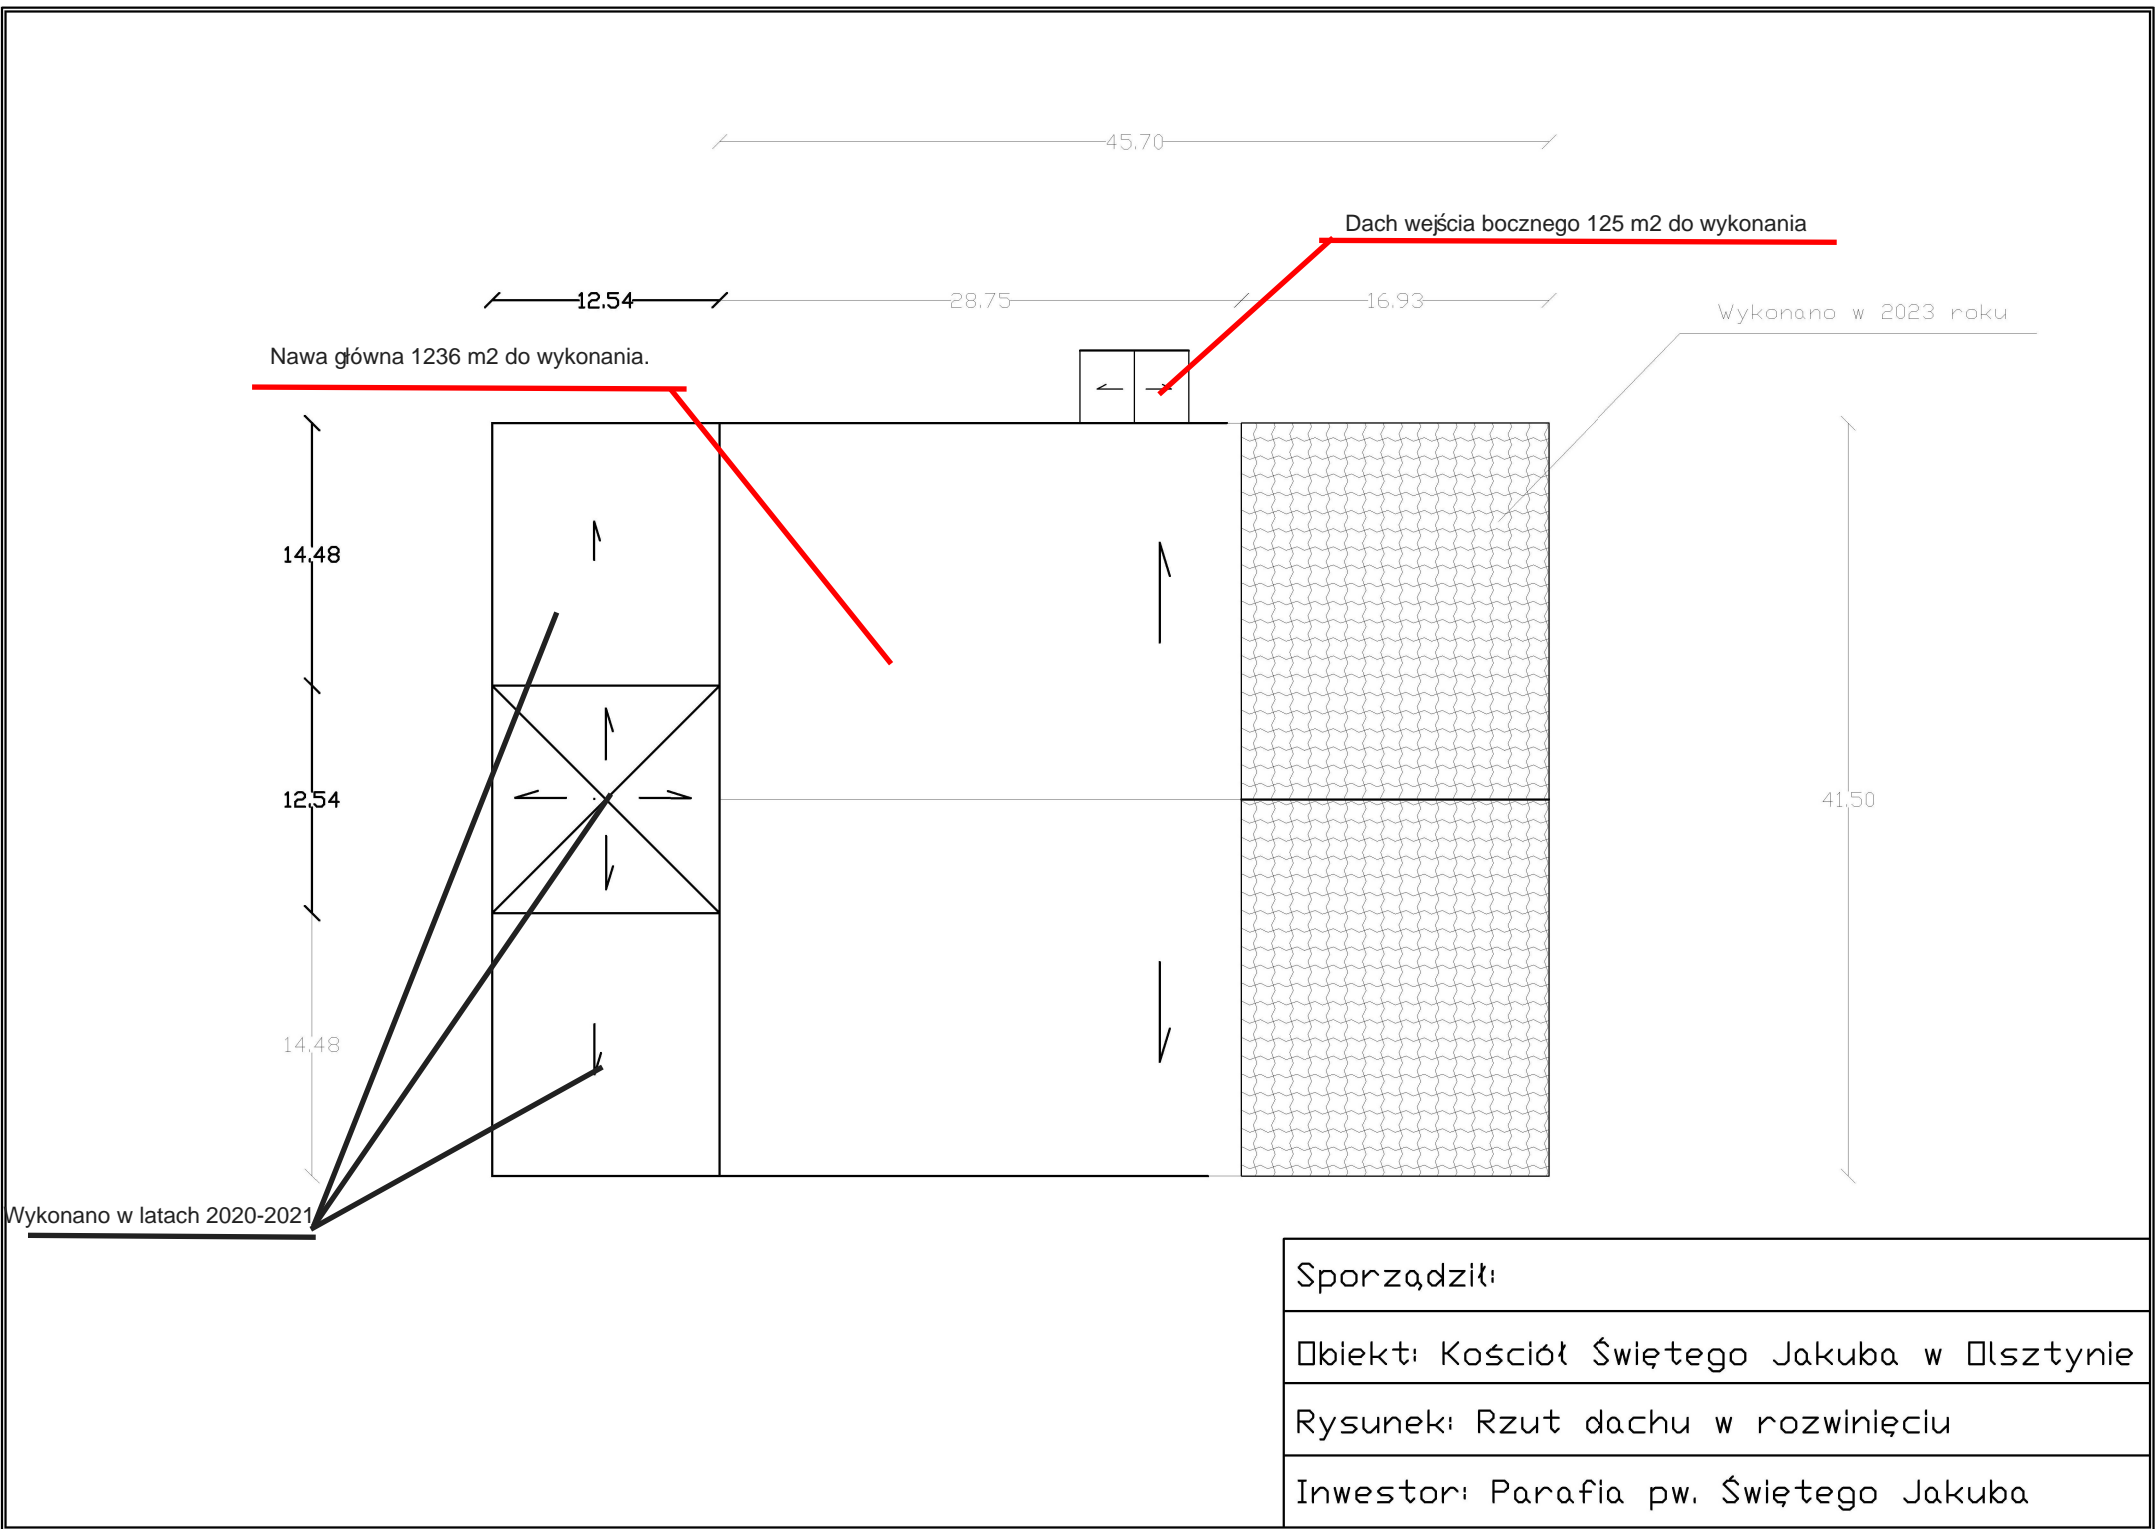 45.70
Dach wejścia bocznego 125 m2 do wykonania
12.54
28.75
16.93
Wykonano w 2023 roku
Nawa główna 1236 m2 do wykonania.
14.48
12.54
41.50
14.48
Wykonano w latach 2020-2021
Sporządził:
Obiekt: Kościół Świętego Jakuba w Olsztynie
Rysunek: Rzut dachu w rozwinięciu
Inwestor: Parafia pw. Świętego Jakuba